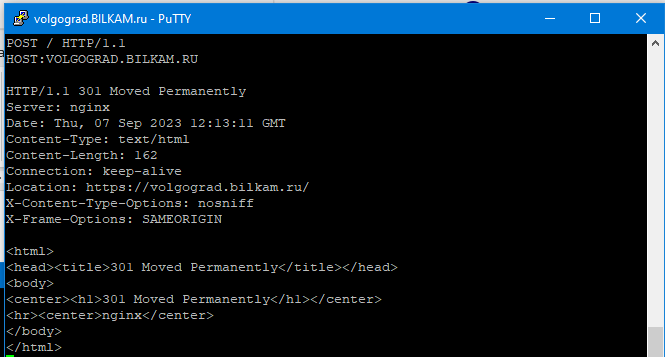 volgograd.BILKAM.ru - PuTTY
POST / HTTP/1.1
HOST:VOLGOGRAD.BILKAM.RU
HTTP/1.1 301 Moved Permanently
Server: nginx
Date: Thu, 07 Sep 2023 12:13:11 GMT
Content-Type: text/html
Content-Length: 162
Connection: keep-alive
Location: https://volgograd.bilkam.ru/
X-Content-Type-Options: nosniff
X-Frame-Options: SAMEORIGIN
<html>
<head><title>301 Moved Permanently</title></head>
<body>
<center><h1>301 Moved Permanently</h1></center>
<hr><center>nginx</center>
</body>
</html>